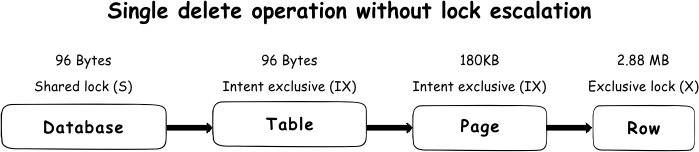 Single delete operation without lock escalation
96 Bytes
Shared lock (S)
Database
96 Bytes
Intent exclusive (IX)
Table
180KB
Intent exclusive (IX)
Page
2.88 MB
Exclusive lock (X)
Row